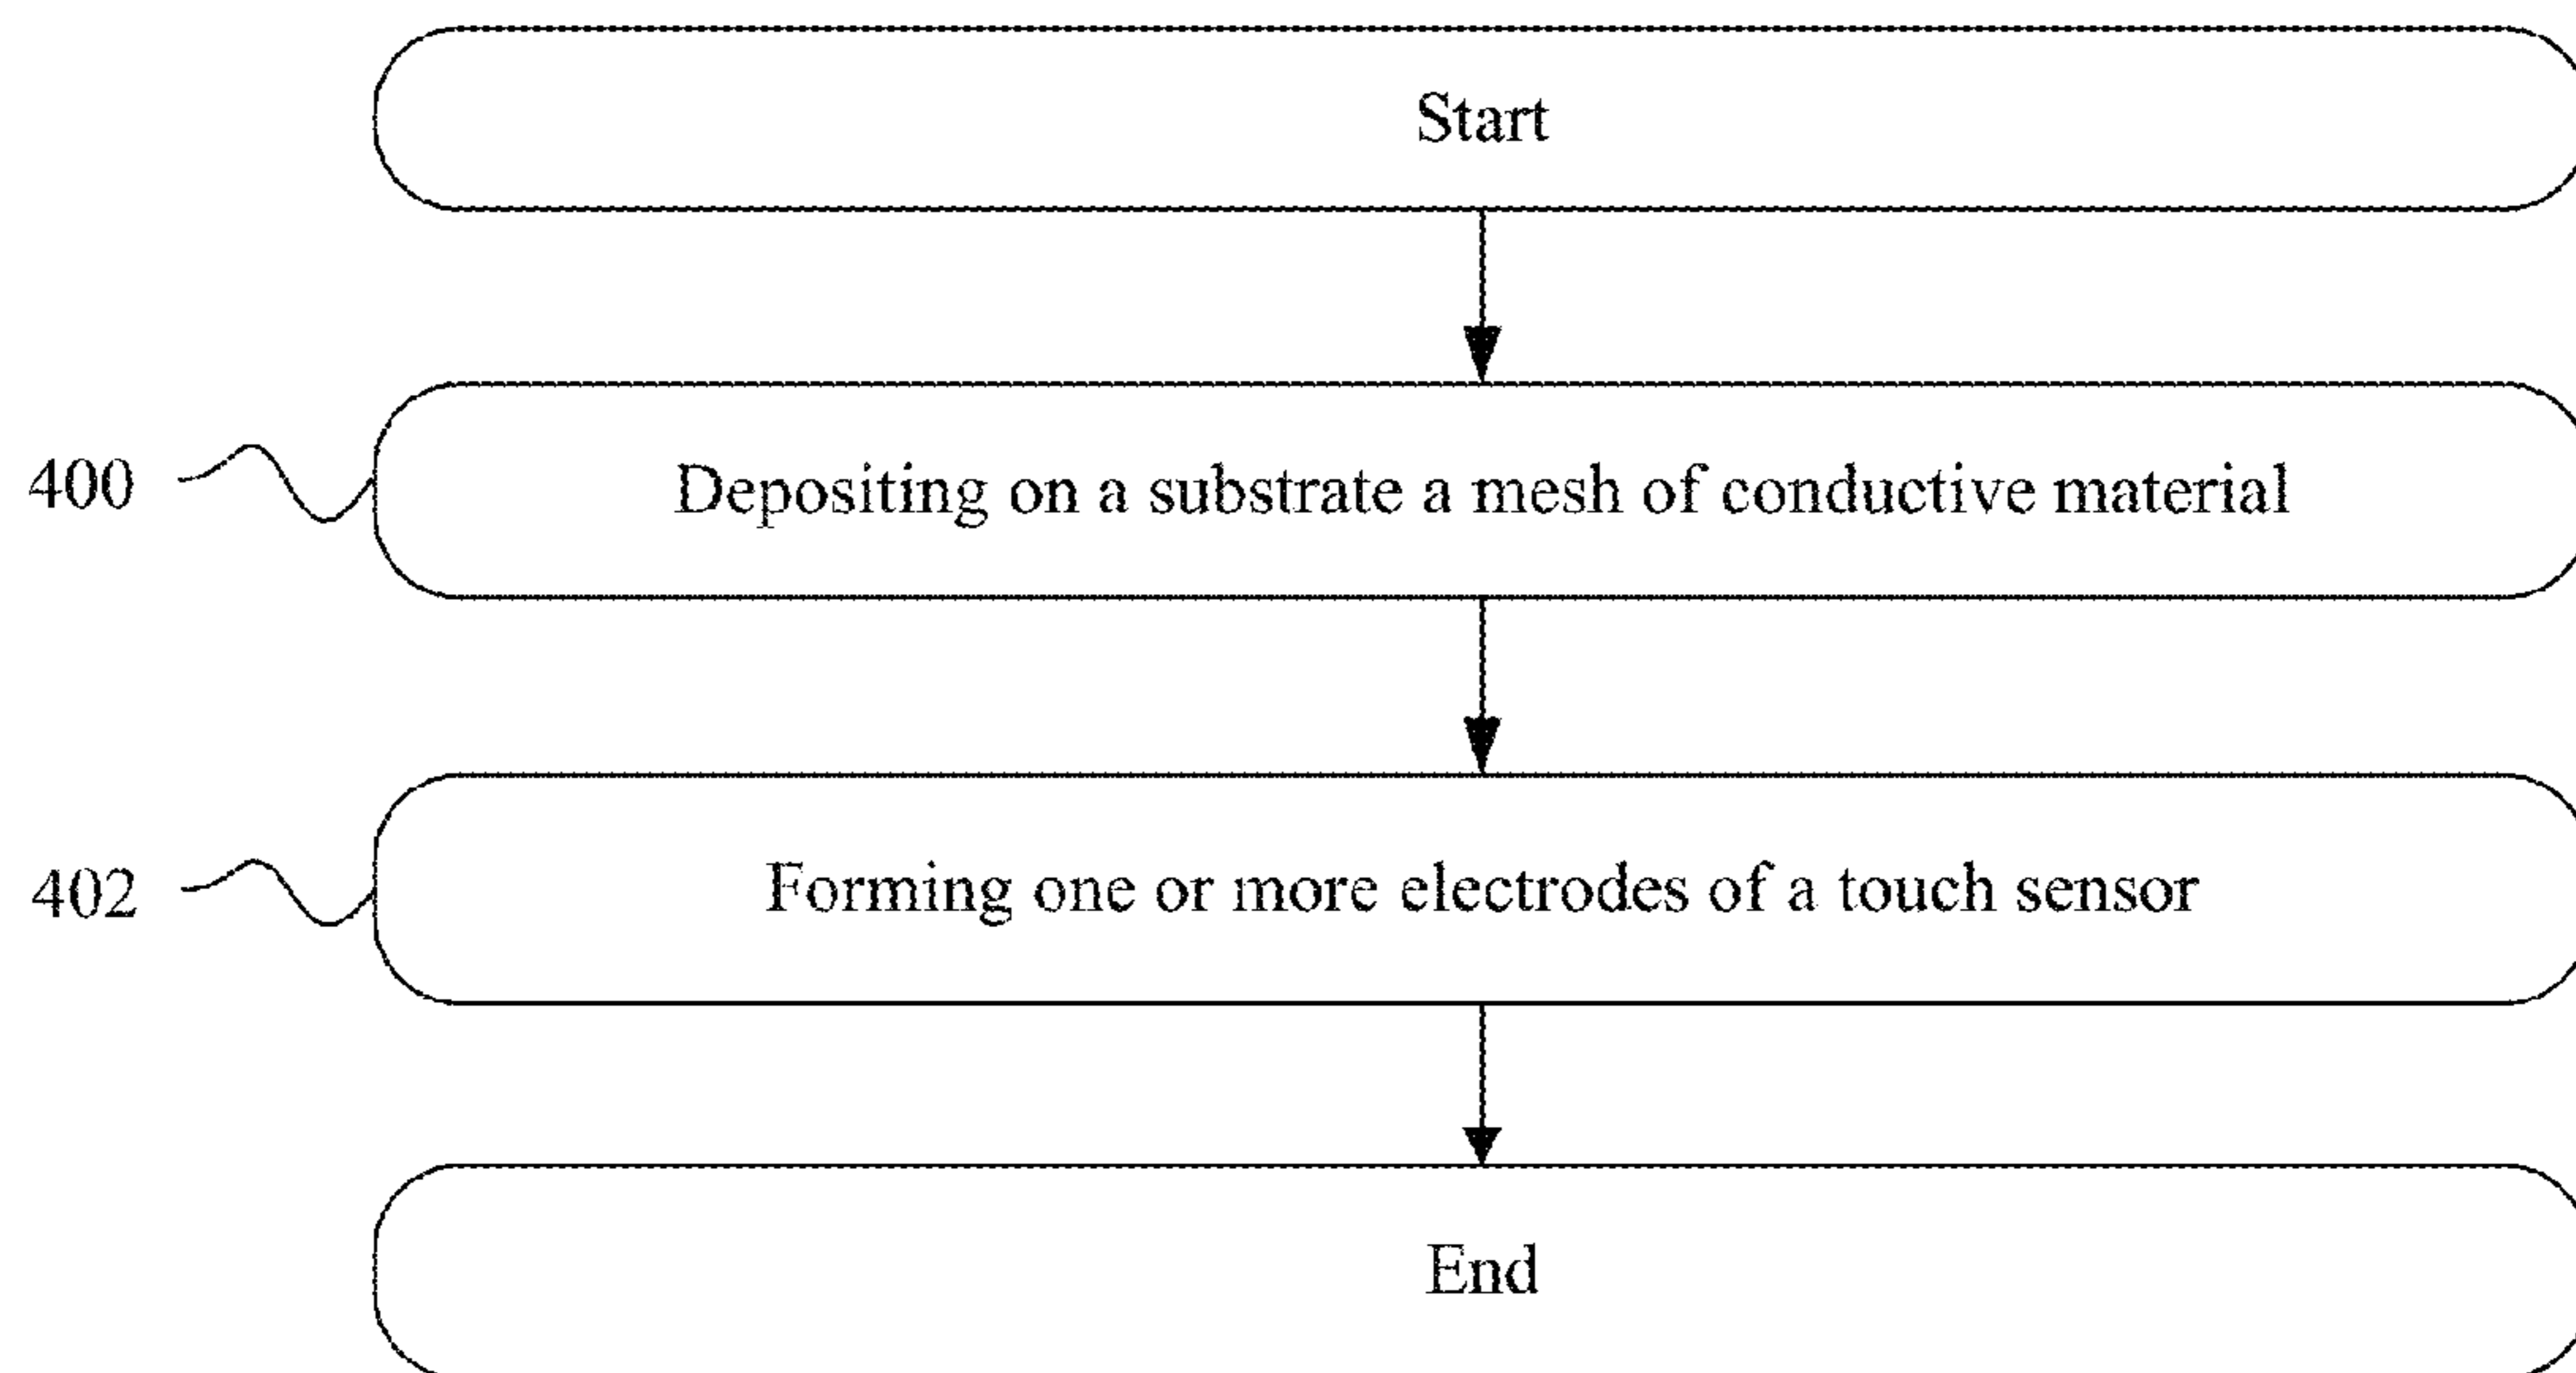 Start
400
Depositing on a substrate a mesh of conductive material
402
Forming one or more electrodes of a touch sensor
End